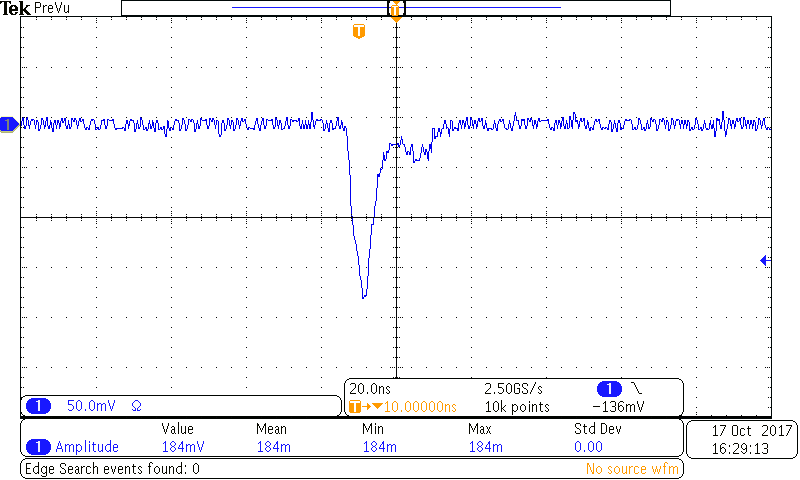 Tek PreVu
T
T
1
20.0ns 2.50GS/s 1
1 50.0mV Ω T→▼10.00000ns 10k points −136mV
Value Mean Min Max Std Dev
1 Amplitude 184mV 184m 184m 184m 0.00
17 Oct 2017
16:29:13
Edge Search events found: 0 No source wfm